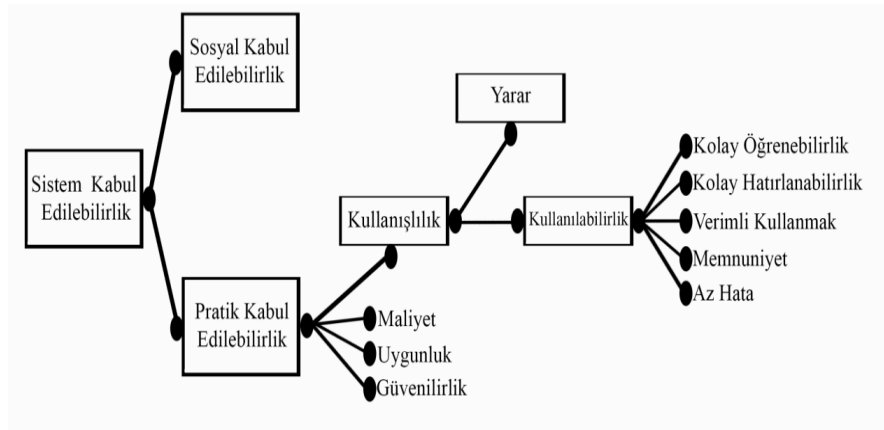 Sosyal Kabul
Edilebilirlik
Yarar
Sistem Kabul
Edilebilirlik
Kullanışlılık
Kullanılabilirlik
Kolay Öğrenebilirlik
Kolay Hatırlanabilirlik
Verimli Kullanmak
Memnuniyet
Az Hata
Pratik Kabul
Edilebilirlik
Maliyet
Uygunluk
Güvenilirlik